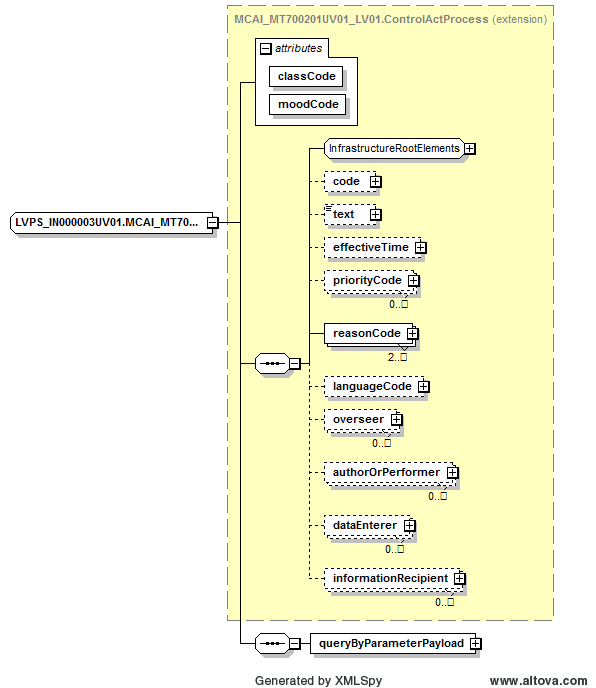 MCAI_MT700201UV01_LV01.ControlActProcess (extension)
attributes
classCode
moodCode
InfrastructureRootElements
code
text
LVPS_IN000003UV01.MCAI_MT70...
effectiveTime
priorityCode
0..
reasonCode
2..
languageCode
overseer
0..
authorOrPerformer
0..
dataEnterer
0..
informationRecipient
0..
queryByParameterPayload
Generated by XMLSpy
www.altova.com